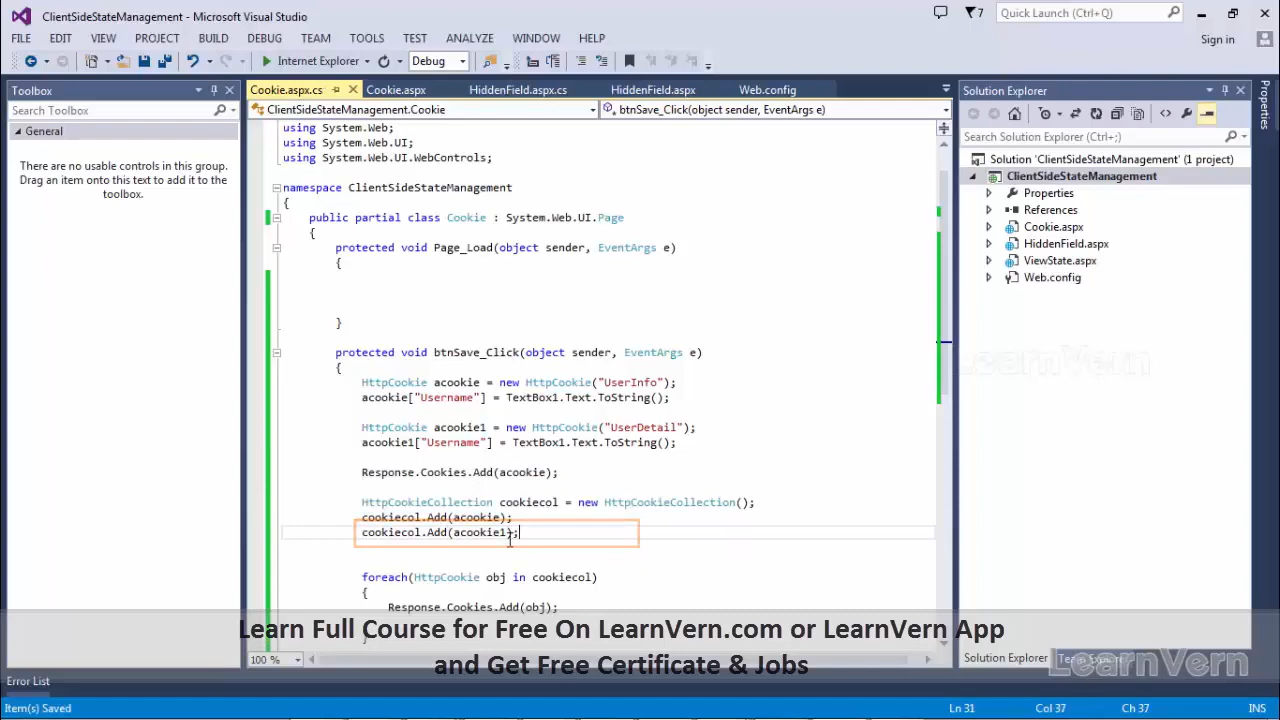 ClientSideStateManagement - Microsoft Visual Studio
7
Quick Launch (Ctrl+Q)
FILE EDIT VIEW PROJECT BUILD DEBUG TEAM TOOLS TEST ANALYZE WINDOW HELP
Sign in
Internet Explorer
Debug
Toolbox
Search Toolbox
General
There are no usable controls in this group.
Drag an item onto this text to add it to the
toolbox.
Cookie.aspx.cs
Cookie.aspx
HiddenField.aspx.cs
HiddenField.aspx
Web.config
ClientSideStateManagement.Cookie
btnSave_Click(object sender, EventArgs e)
using System.Web;
using System.Web.UI;
using System.Web.UI.WebControls;
namespace ClientSideStateManagement
{
public partial class Cookie : System.Web.UI.Page
{
protected void Page_Load(object sender, EventArgs e)
{
}
protected void btnSave_Click(object sender, EventArgs e)
{
HttpCookie acookie = new HttpCookie("UserInfo");
acookie["Username"] = TextBox1.Text.ToString();
HttpCookie acookie1 = new HttpCookie("UserDetail");
acookie1["Username"] = TextBox1.Text.ToString();
Response.Cookies.Add(acookie);
HttpCookieCollection cookiecol = new HttpCookieCollection();
cookiecol.Add(acookie);
cookiecol.Add(acookie1);
foreach(HttpCookie obj in cookiecol)
{
Response.Cookies.Add(obj);
100 %
Solution Explorer
Search Solution Explorer (Ctrl+;)
Solution 'ClientSideStateManagement' (1 project)
ClientSideStateManagement
Properties
References
Cookie.aspx
HiddenField.aspx
ViewState.aspx
Web.config
LearnVern
Properties
Learn Full Course for Free On LearnVern.com or LearnVern App
and Get Free Certificate & Jobs
Solution Explorer
Team Explorer
LearnVern
Error List
Item(s) Saved
Ln 31
Col 37
Ch 37
INS